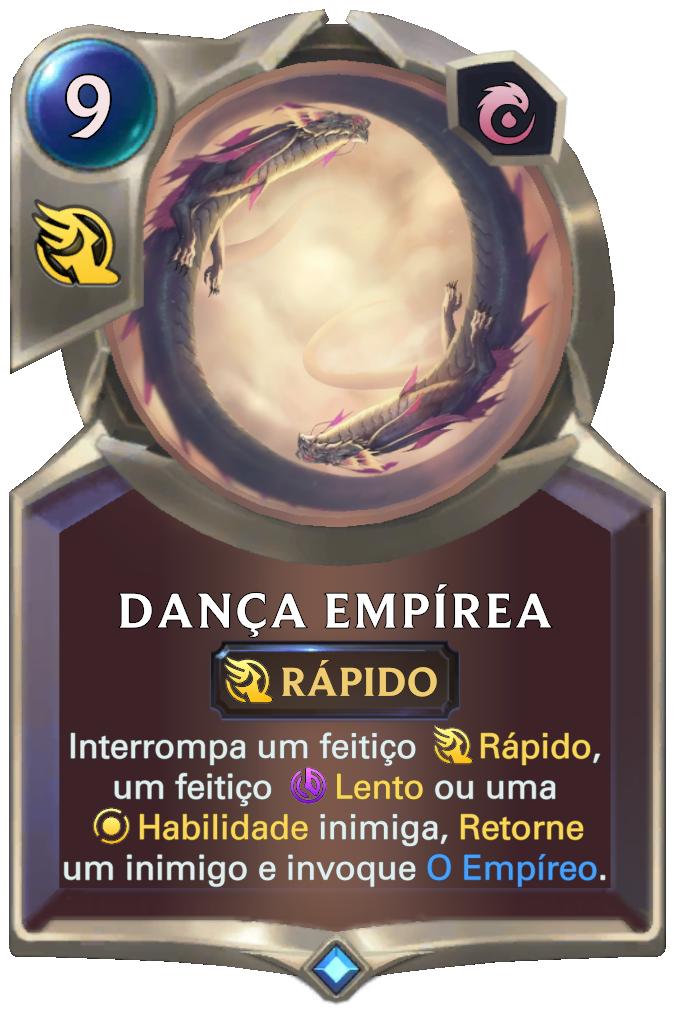 9
DANÇA EMPÍREA
RÁPIDO
Interrompa um feitiço Rápido,
um feitiço Lento ou uma
Habilidade inimiga, Retorne
um inimigo e invoque O Empíreo.